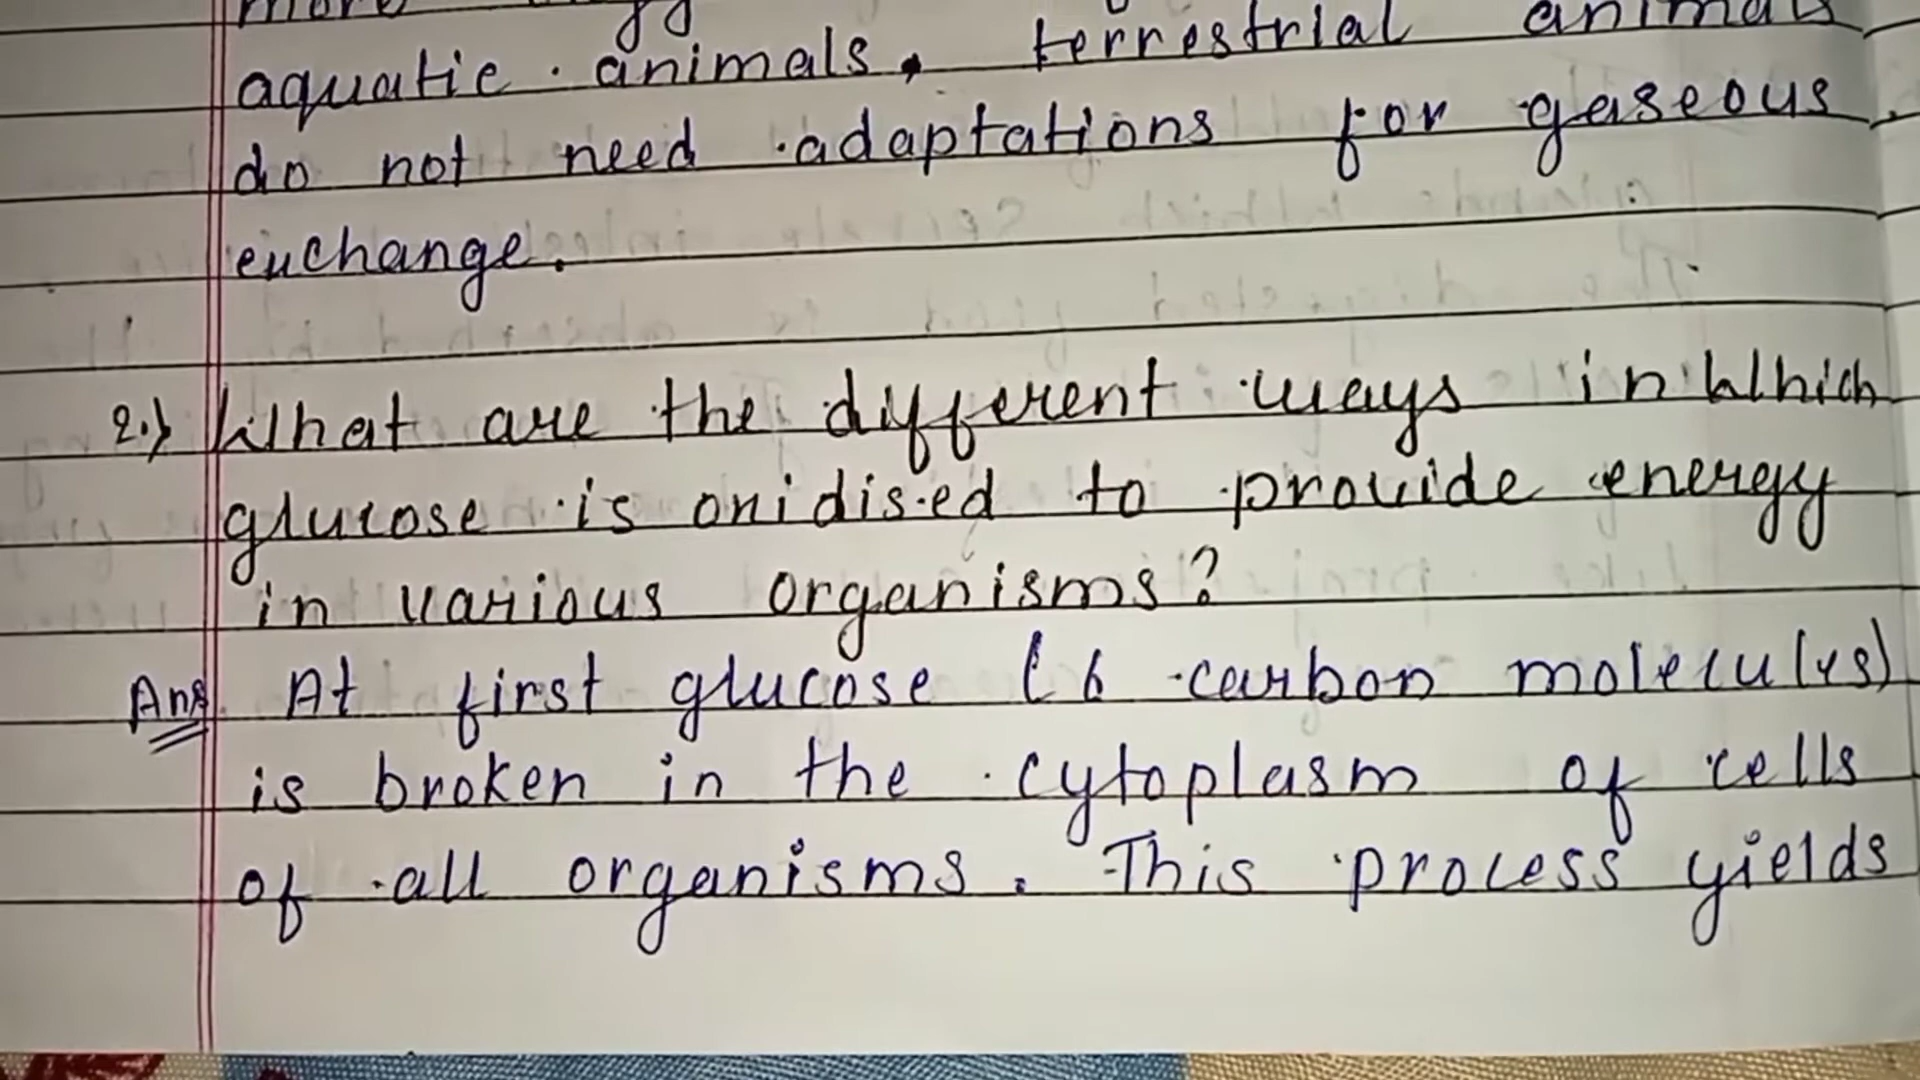 more
aquatic animals, terrestrial animals
do not need adaptations for gaseous
exchange.
2.) What are the different ways in which
glucose is oxidised to provide energy
in various organisms?
Ans At first glucose (6 carbon molecules)
is broken in the cytoplasm of cells
of all organisms. This process yields